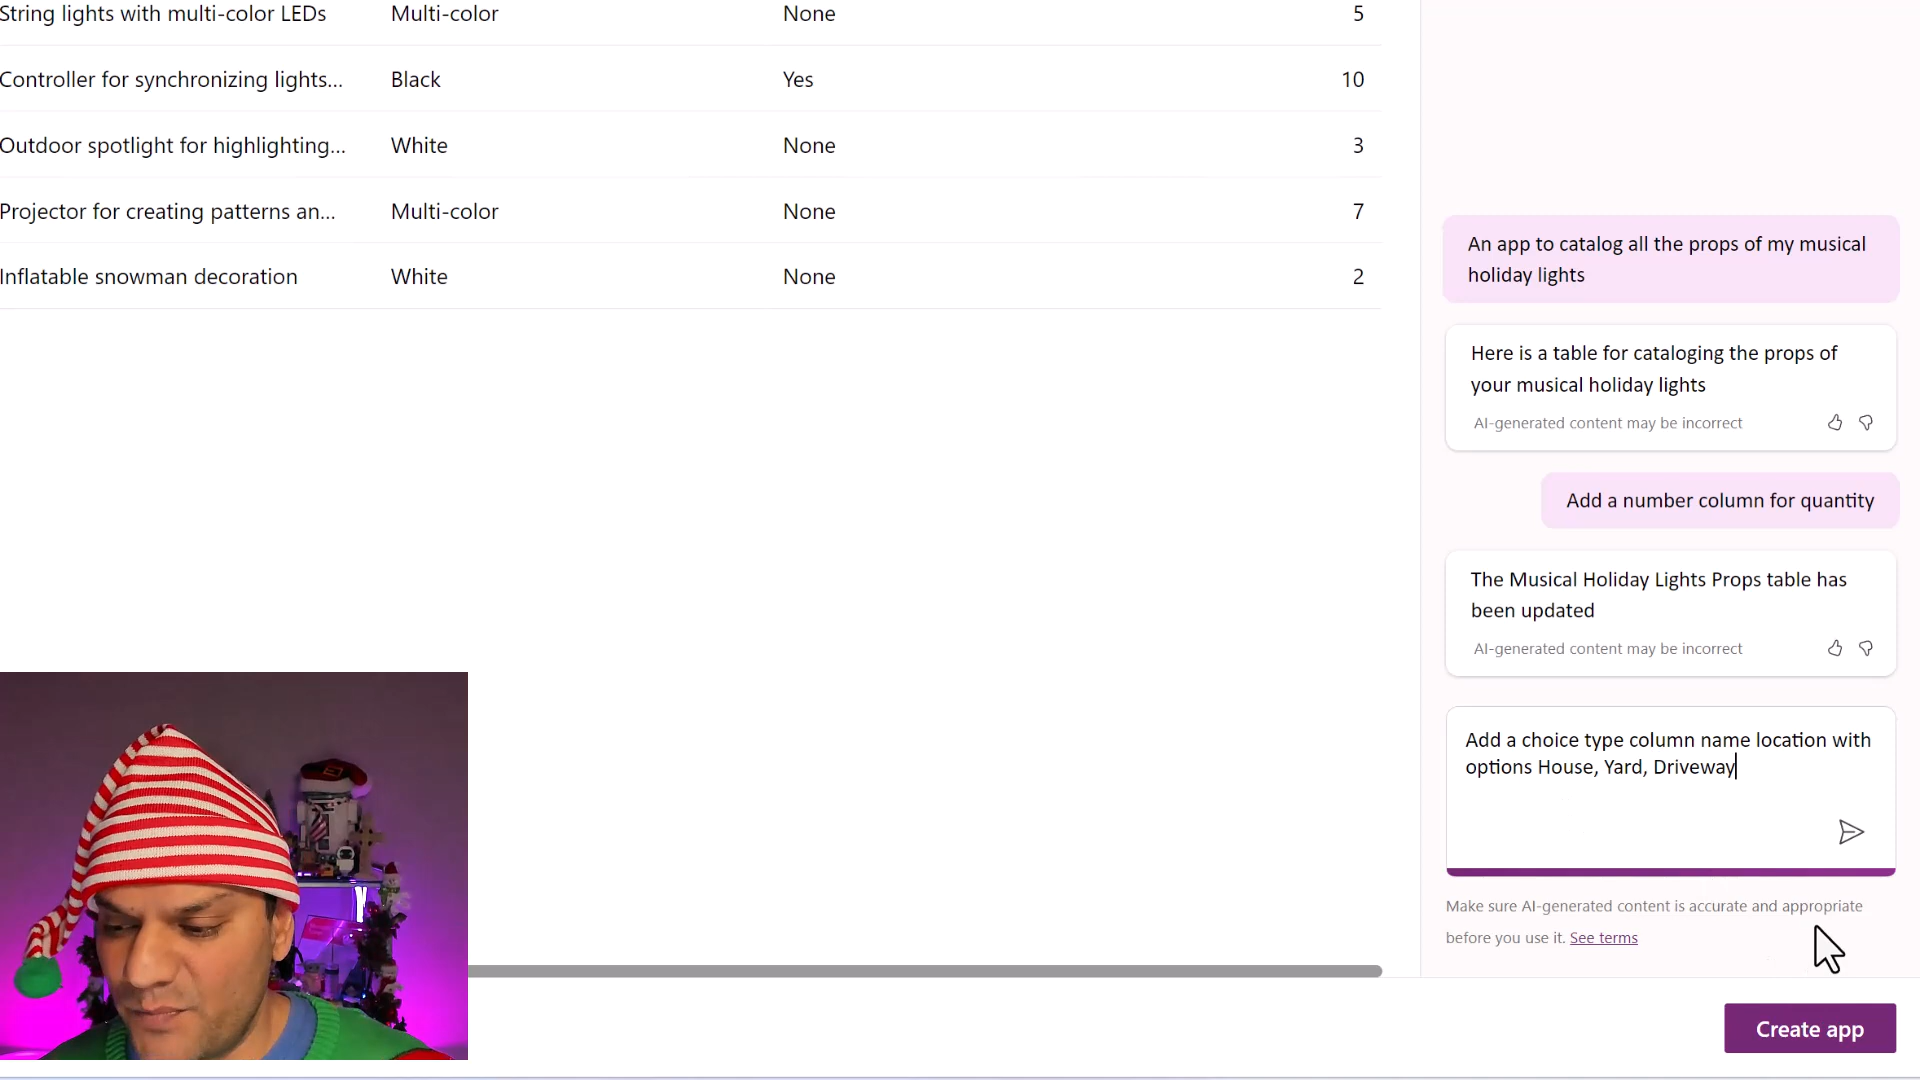 String lights with multi-color LEDs Multi-color None 5
Controller for synchronizing lights... Black Yes 10
Outdoor spotlight for highlighting... White None 3
Projector for creating patterns an... Multi-color None 7
Inflatable snowman decoration White None 2
An app to catalog all the props of my musical
holiday lights
Here is a table for cataloging the props of
your musical holiday lights
AI-generated content may be incorrect
Add a number column for quantity
The Musical Holiday Lights Props table has
been updated
AI-generated content may be incorrect
Add a choice type column name location with
options House, Yard, Driveway
Make sure AI-generated content is accurate and appropriate
before you use it. See terms
Create app